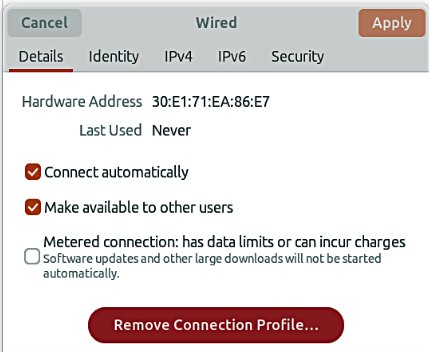 Cancel Wired Apply
Details Identity IPv4 IPv6 Security
Hardware Address 30:E1:71:EA:86:E7
Last Used Never
Connect automatically
Make available to other users
Metered connection: has data limits or can incur charges
Software updates and other large downloads will not be started
automatically.
Remove Connection Profile...